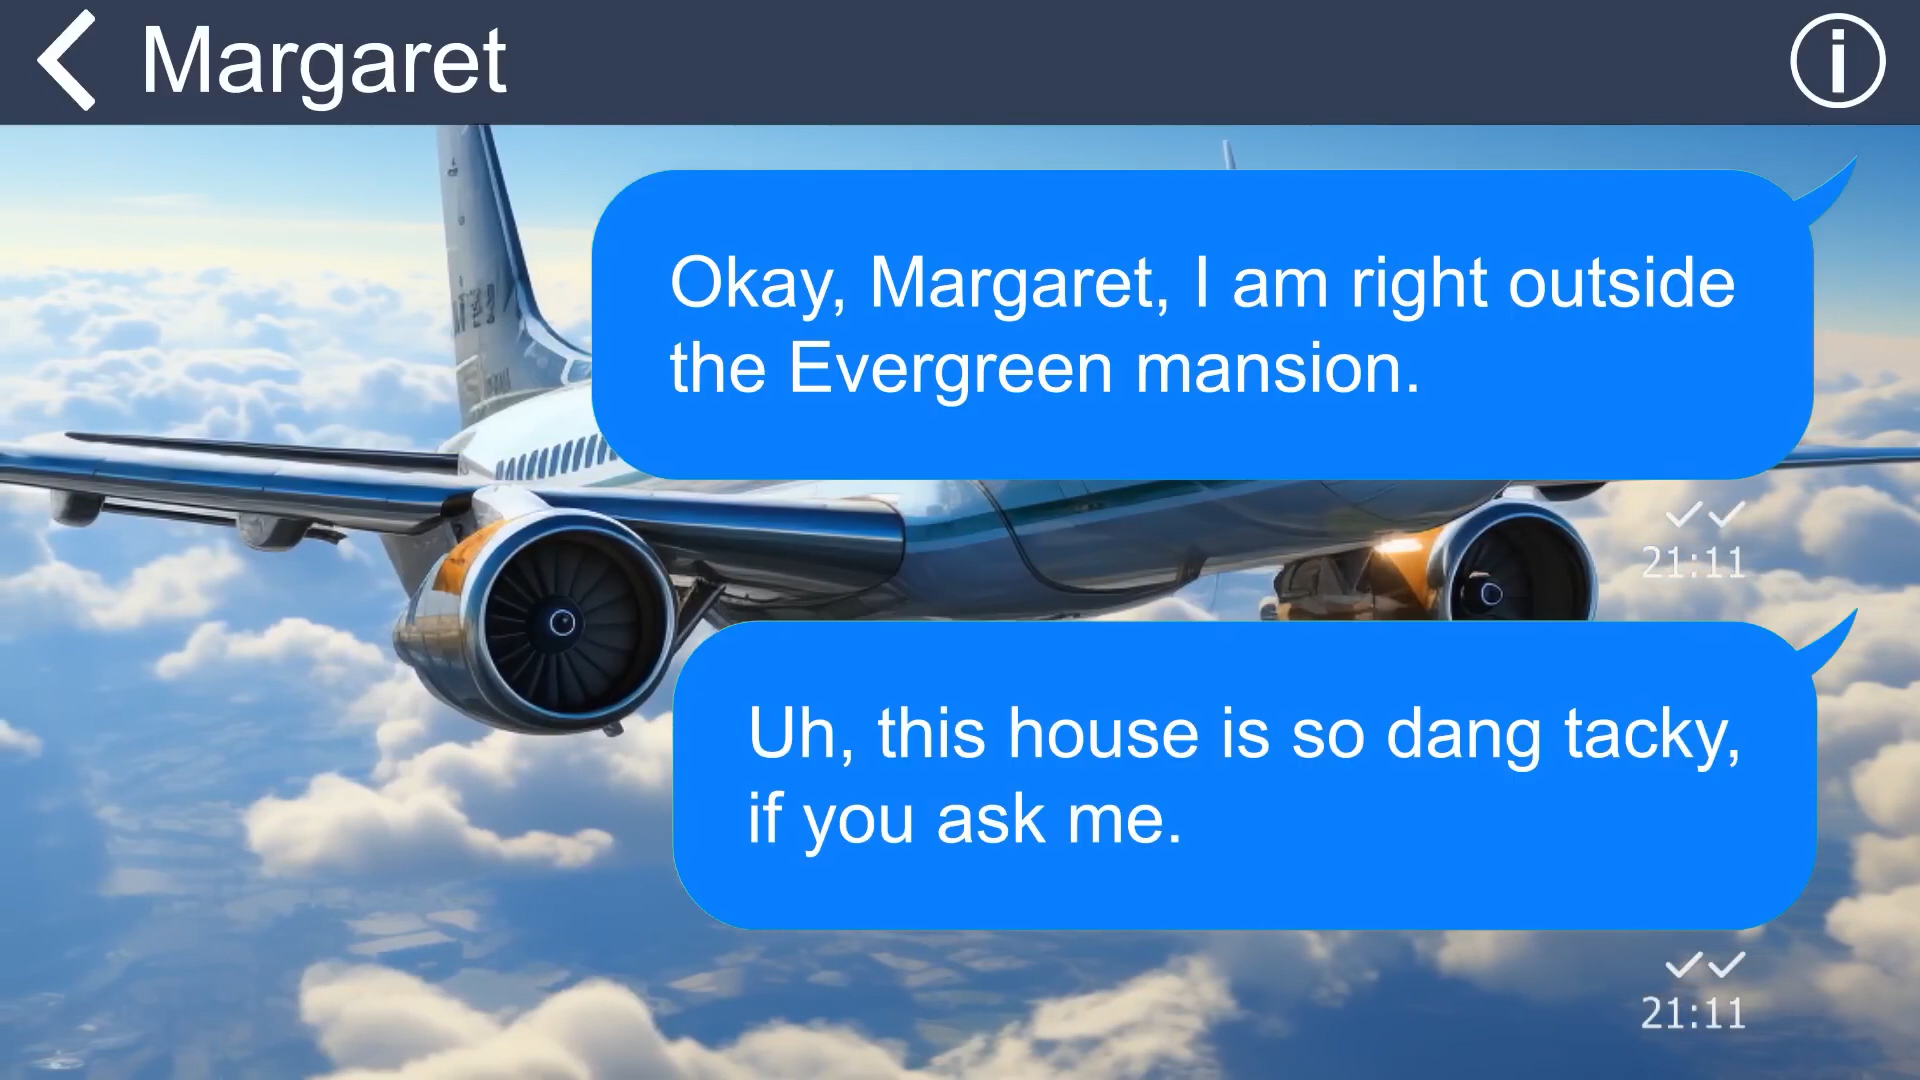 Margaret
Okay, Margaret, I am right outside
the Evergreen mansion.
21:11
Uh, this house is so dang tacky,
if you ask me.
21:11